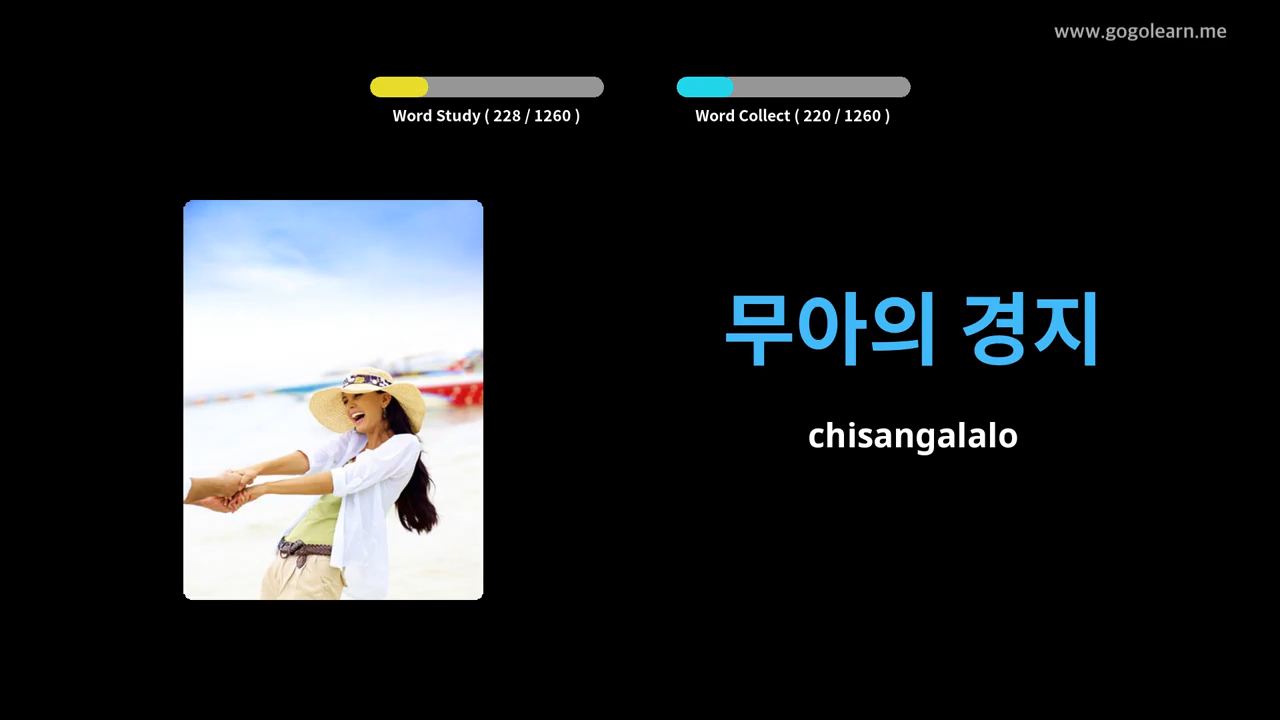 www.gogolearn.me
Word Study ( 228 / 1260 )
Word Collect ( 220 / 1260 )
무아의 경지
chisangalalo